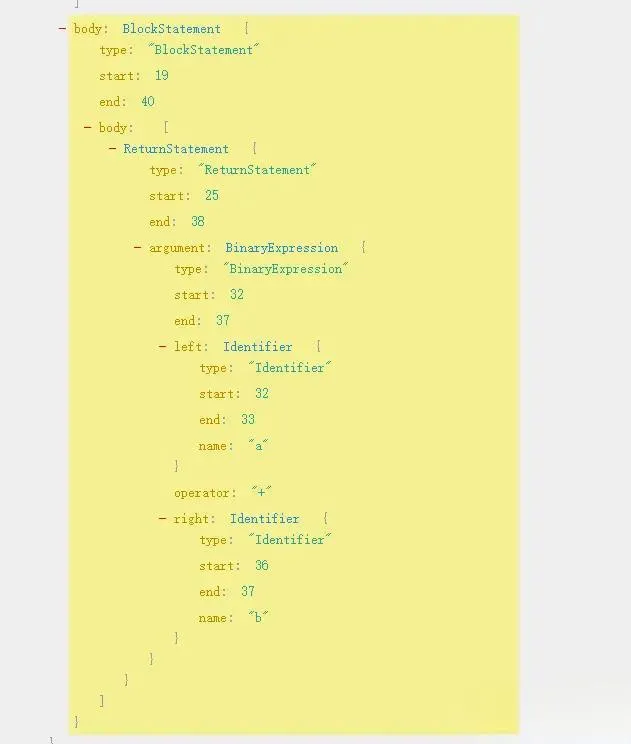 ]
- body: BlockStatement {
type: "BlockStatement"
start: 19
end: 40
- body: [
- ReturnStatement {
type: "ReturnStatement"
start: 25
end: 38
- argument: BinaryExpression {
type: "BinaryExpression"
start: 32
end: 37
- left: Identifier {
type: "Identifier"
start: 32
end: 33
name: "a"
}
operator: "+"
- right: Identifier {
type: "Identifier"
start: 36
end: 37
name: "b"
}
}
}
]
}
}